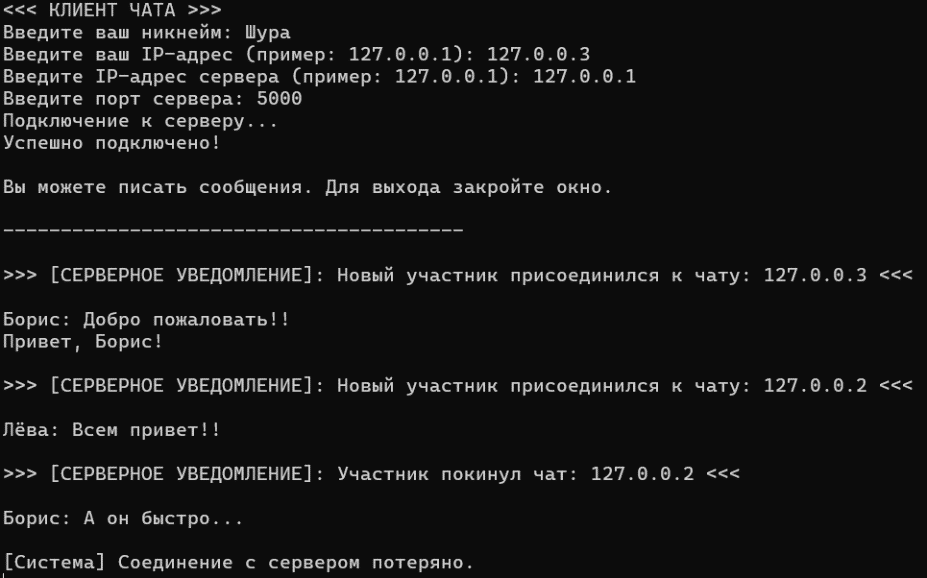 <<< КЛИЕНТ ЧАТА >>>
Введите ваш никнейм: Шура
Введите ваш IP-адрес (пример: 127.0.0.1): 127.0.0.3
Введите IP-адрес сервера (пример: 127.0.0.1): 127.0.0.1
Введите порт сервера: 5000
Подключение к серверу...
Успешно подключено!
Вы можете писать сообщения. Для выхода закройте окно.
----------------------------------------
>>> [СЕРВЕРНОЕ УВЕДОМЛЕНИЕ]: Новый участник присоединился к чату: 127.0.0.3 <<<
Борис: Добро пожаловать!!
Привет, Борис!
>>> [СЕРВЕРНОЕ УВЕДОМЛЕНИЕ]: Новый участник присоединился к чату: 127.0.0.2 <<<
Лёва: Всем привет!!
>>> [СЕРВЕРНОЕ УВЕДОМЛЕНИЕ]: Участник покинул чат: 127.0.0.2 <<<
Борис: А он быстро...
[Система] Соединение с сервером потеряно.